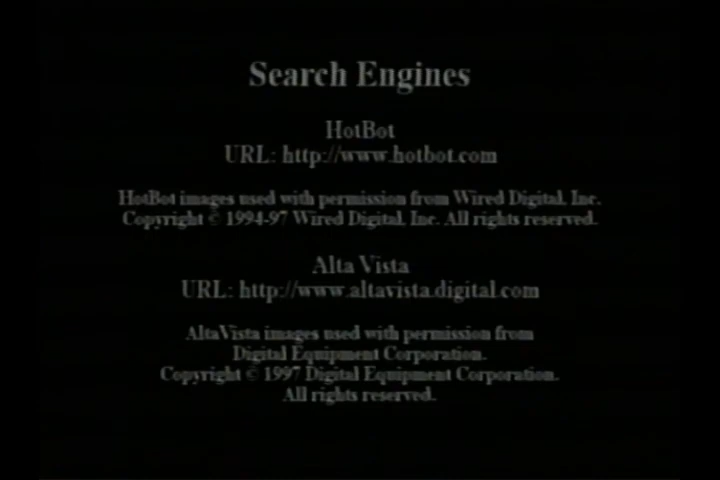 Search Engines
HotBot
URL: http://www.hotbot.com
HotBot images used with permission from Wired Digital, Inc.
Copyright © 1994-97 Wired Digital, Inc. All rights reserved.
Alta Vista
URL: http://www.altavista.digital.com
AltaVista images used with permission from
Digital Equipment Corporation.
Copyright © 1997 Digital Equipment Corporation.
All rights reserved.